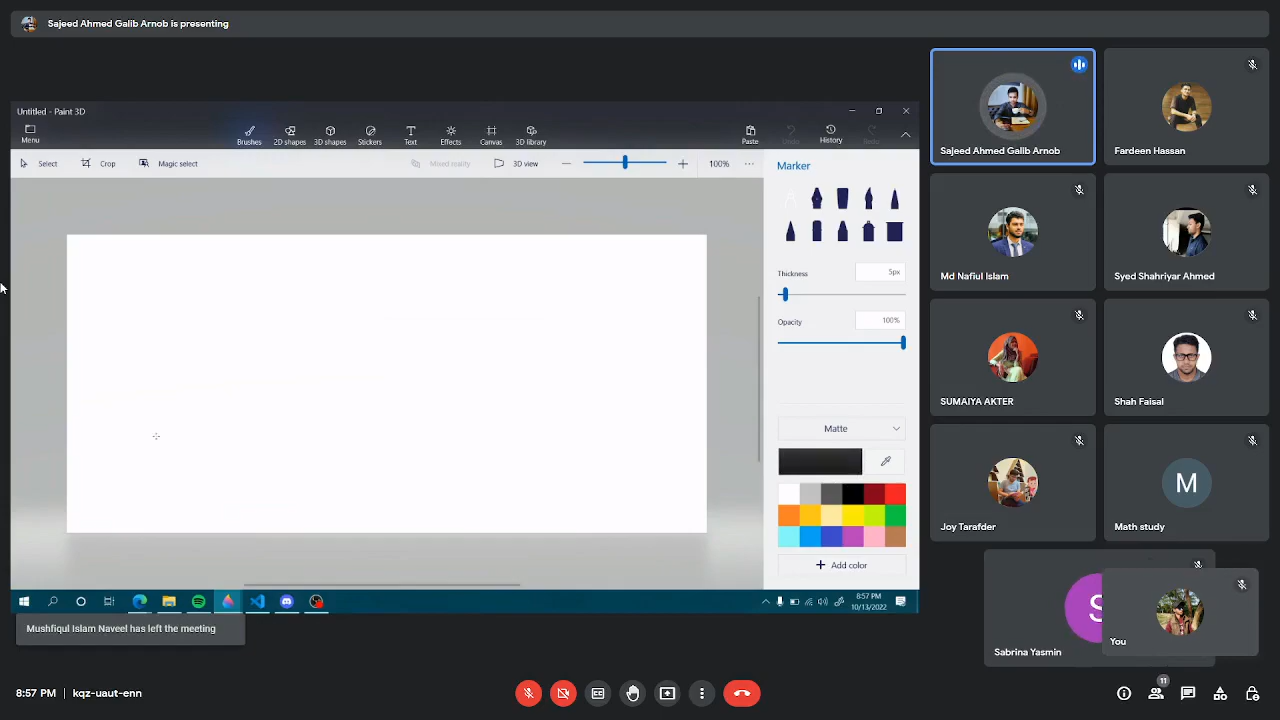 Sajeed Ahmed Galib Arnob is presenting
Untitled - Paint 3D
Menu
Brushes
2D shapes
3D shapes
Stickers
Text
Effects
Canvas
3D library
Paste
Undo
History
Redo
Select
Crop
Magic select
Mixed reality
3D view
100%
Marker
Thickness
5px
Opacity
100%
Matte
Add color
8:57 PM
10/13/2022
Mushfiqul Islam Naveel has left the meeting
Sajeed Ahmed Galib Arnob
Fardeen Hassan
Md Nafiul Islam
Syed Shahriyar Ahmed
SUMAIYA AKTER
Shah Faisal
Joy Tarafder
M
Math study
S
Sabrina Yasmin
You
8:57 PM | kqz-uaut-enn
11